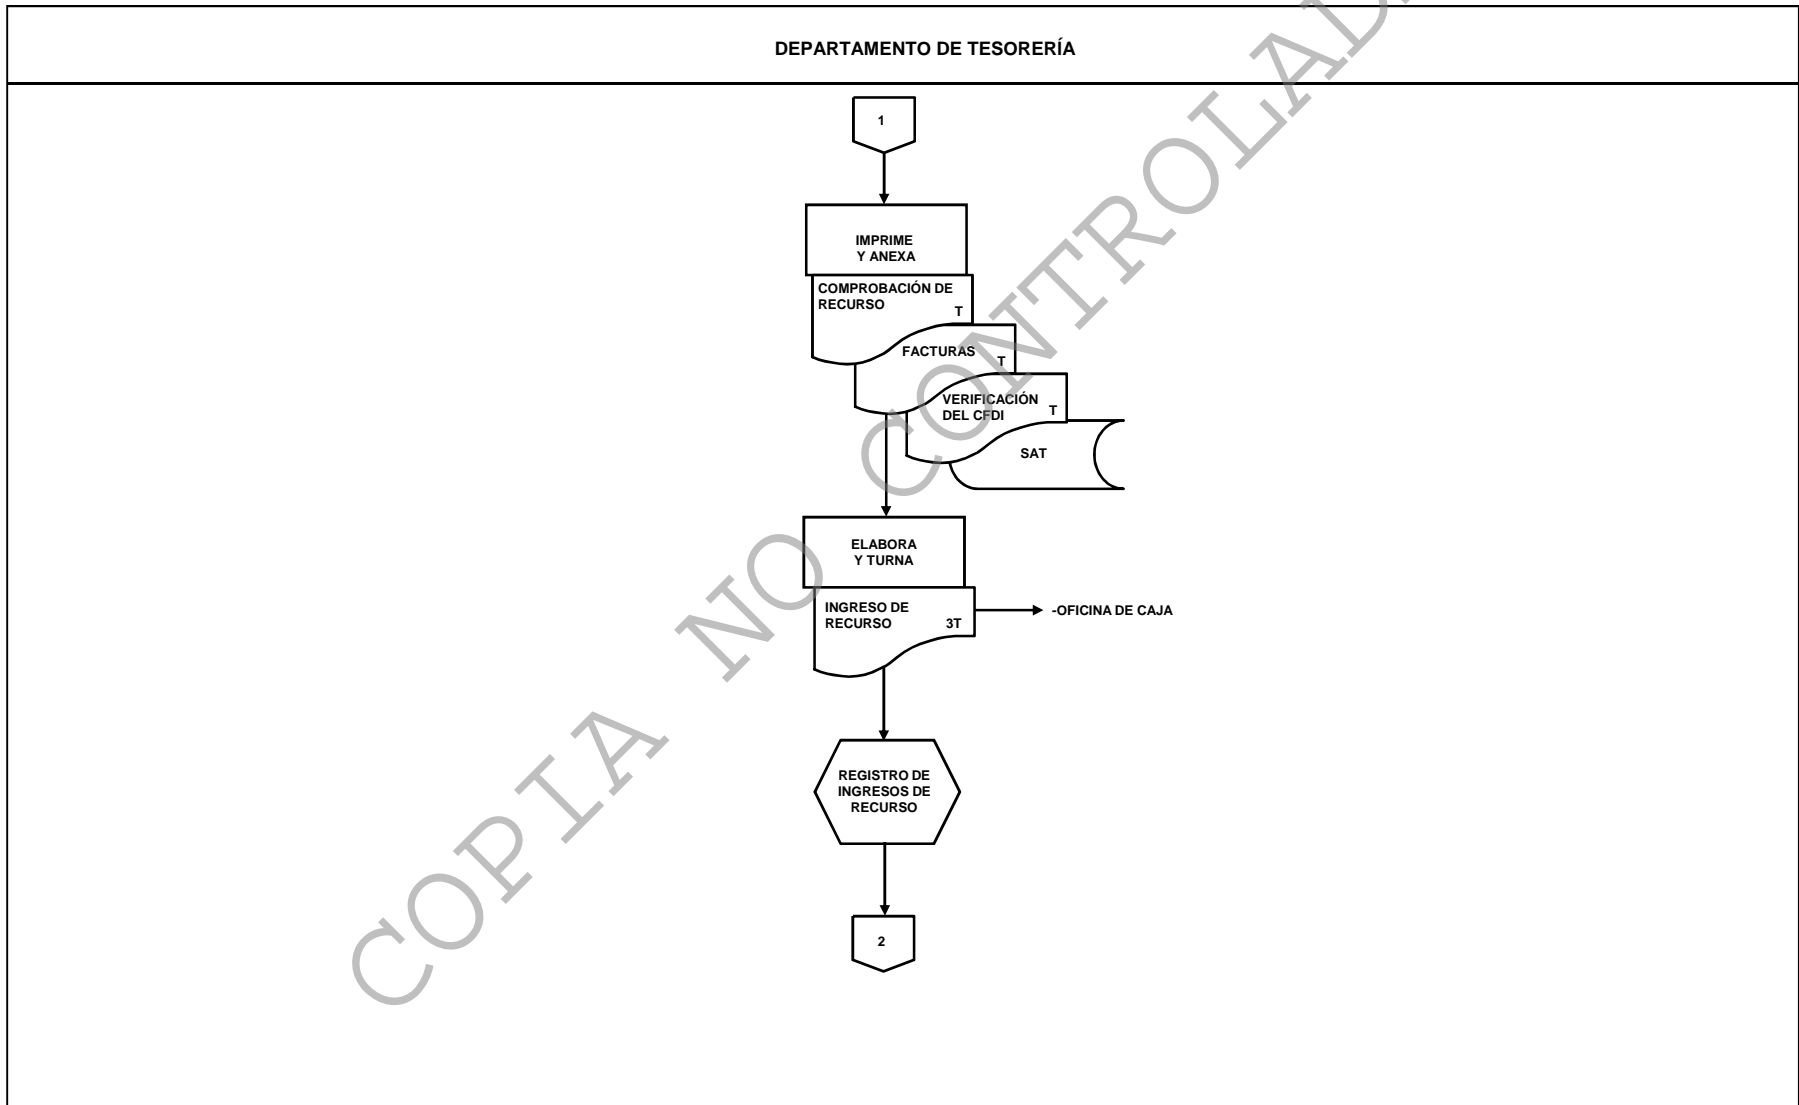 DEPARTAMENTO DE TESORERÍA
1
IMPRIME
Y ANEXA
COMPROBACIÓN DE
RECURSO
T
FACTURAS
T
VERIFICACIÓN
DEL CFDI
T
SAT
ELABORA
Y TURNA
INGRESO DE
RECURSO
3T
-OFICINA DE CAJA
REGISTRO DE
INGRESOS DE
RECURSO
2
COPIA NO CONTROLAD